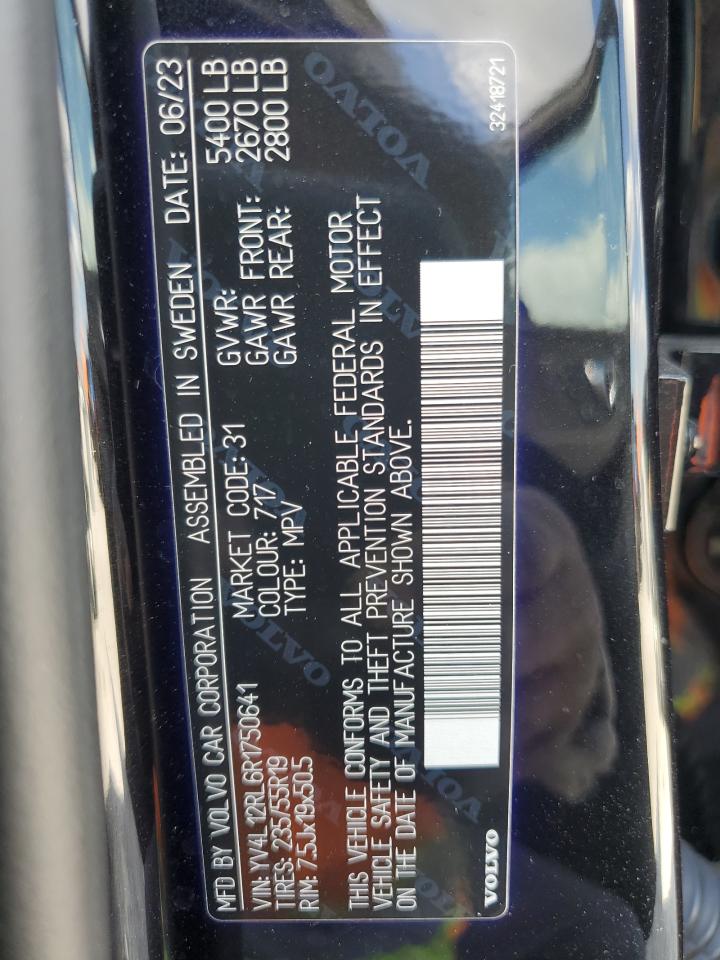 MFD BY VOLVO CAR CORPORATION ASSEMBLED IN SWEDEN DATE: 06/23
VIN: YV4L12RL6R1750641 MARKET CODE: 31 GVWR: 5400 LB
TIRES: 235/55R19 COLOUR: 717 GAWR FRONT: 2670 LB
RIM: 7.5Jx19x50.5 TYPE: MPV GAWR REAR: 2800 LB
THIS VEHICLE CONFORMS TO ALL APPLICABLE FEDERAL MOTOR
VEHICLE SAFETY AND THEFT PREVENTION STANDARDS IN EFFECT
ON THE DATE OF MANUFACTURE SHOWN ABOVE.
VOLVO 32418721